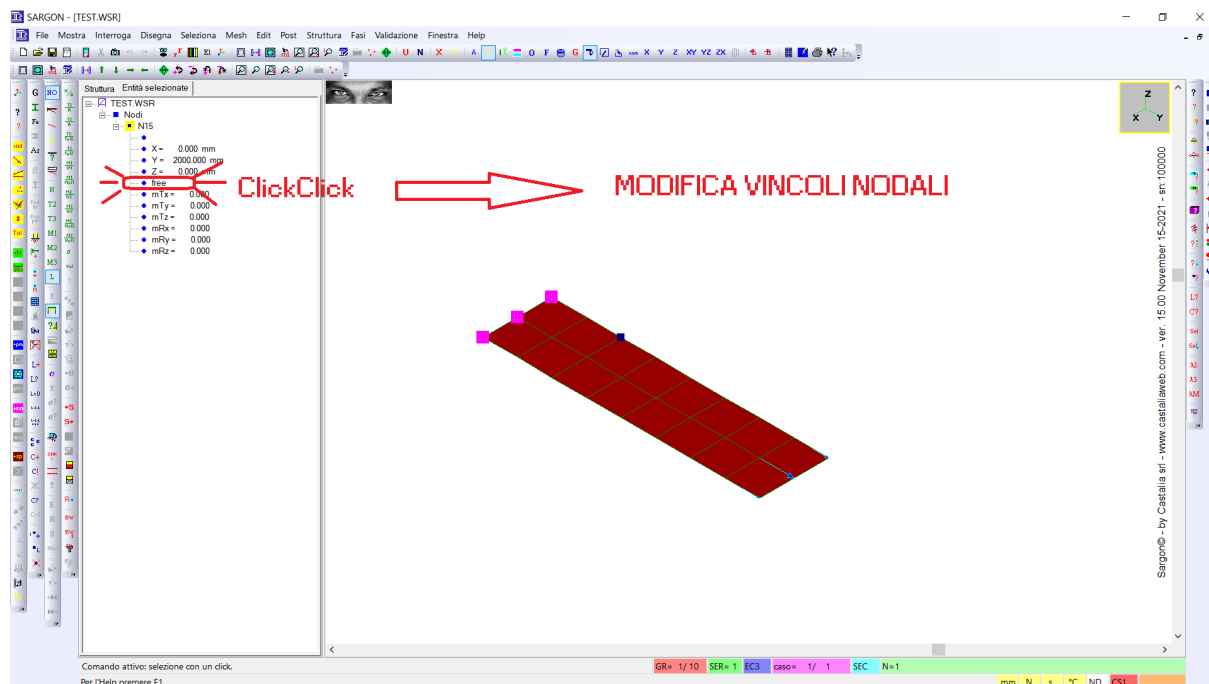 SARGON - [TEST.WSR]
File Mostra Interroga Disegna Seleziona Mesh Edit Post Struttura Fasi Validazione Finestra Help
Struttura Entità selezionate
TEST.WSR
Nodi
N15
X = 0.000 mm
Y = 2000.000 mm
Z = 0.000 mm
free
mTx = 0.000
mTy = 0.000
mTz = 0.000
mRx = 0.000
mRy = 0.000
mRz = 0.000
ClickClick
MODIFICA VINCOLI NODALI
Z
X Y
Sargon© - by Castalia srl - www.castaliaweb.com - ver. 15.00 November 15-2021 - sn:100000
Comando attivo: selezione con un click.
GR= 1/ 10 SER= 1 EC3 caso= 1/ 1 SEC N=1
Per l'Help premere F1
mm N s °C ND CS1